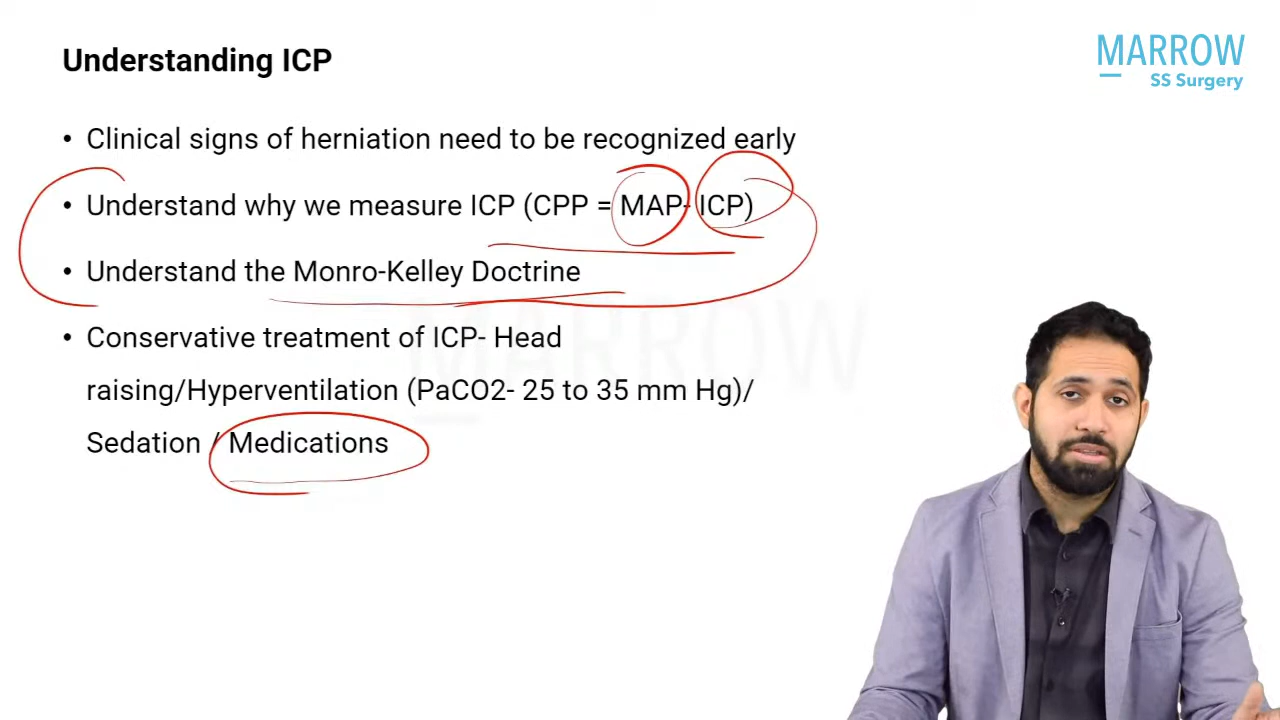 Understanding ICP
MARROW
SS Surgery
• Clinical signs of herniation need to be recognized early
• Understand why we measure ICP (CPP = MAP- ICP)
• Understand the Monro-Kelley Doctrine
• Conservative treatment of ICP- Head
raising/Hyperventilation (PaCO2- 25 to 35 mm Hg)/
Sedation / Medications
MARROW